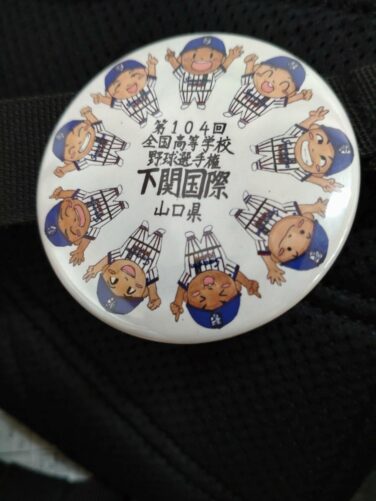 第104回
全国高等学校
野球選手権
下関国際
山口県